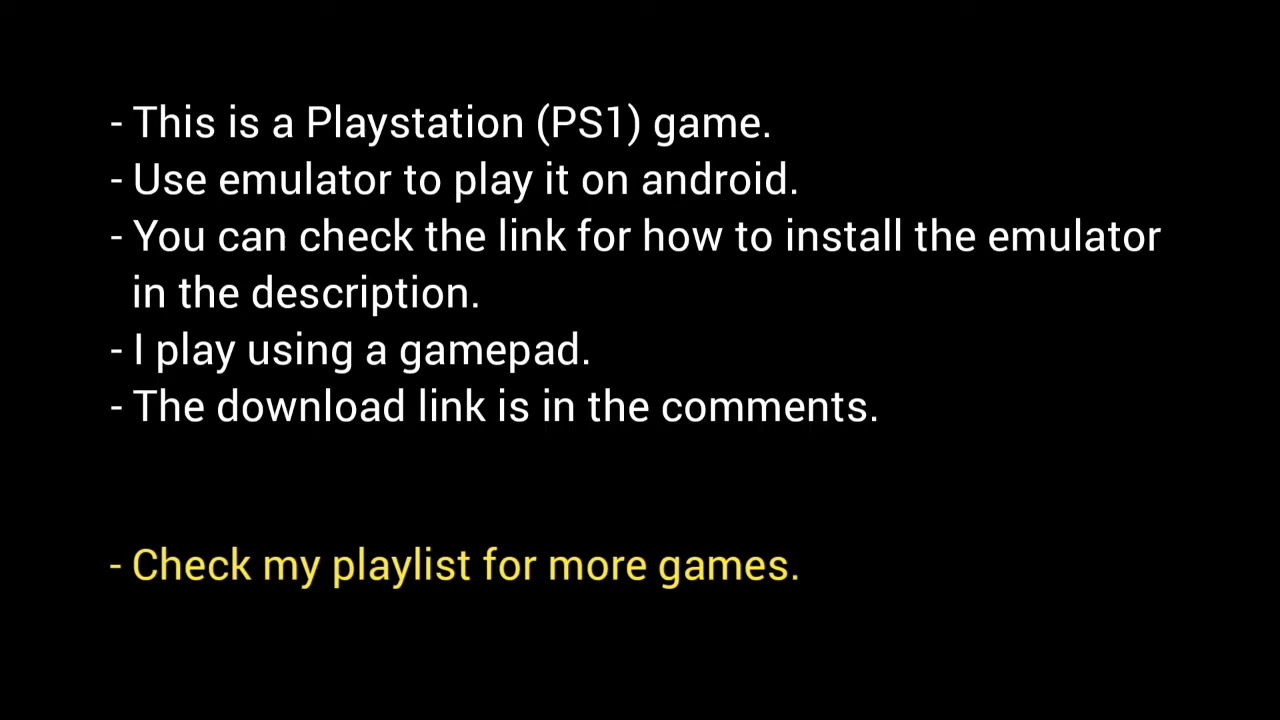 - This is a Playstation (PS1) game.
- Use emulator to play it on android.
- You can check the link for how to install the emulator
in the description.
- I play using a gamepad.
- The download link is in the comments.
- Check my playlist for more games.